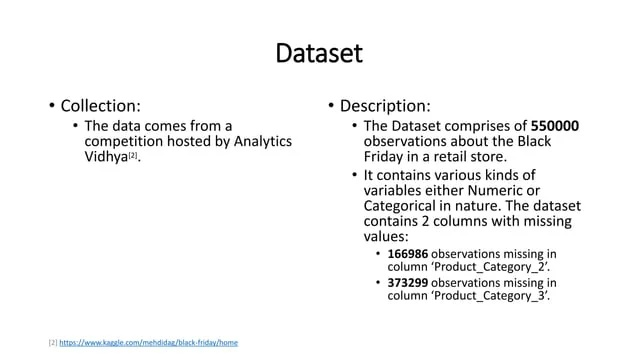 Dataset
• Collection:
• The data comes from a
competition hosted by Analytics
Vidhya[2].
• Description:
• The Dataset comprises of 550000
observations about the Black
Friday in a retail store.
• It contains various kinds of
variables either Numeric or
Categorical in nature. The dataset
contains 2 columns with missing
values:
• 166986 observations missing in
column ‘Product_Category_2’.
• 373299 observations missing in
column ‘Product_Category_3’.
[2] https://www.kaggle.com/mehdidag/black-friday/home